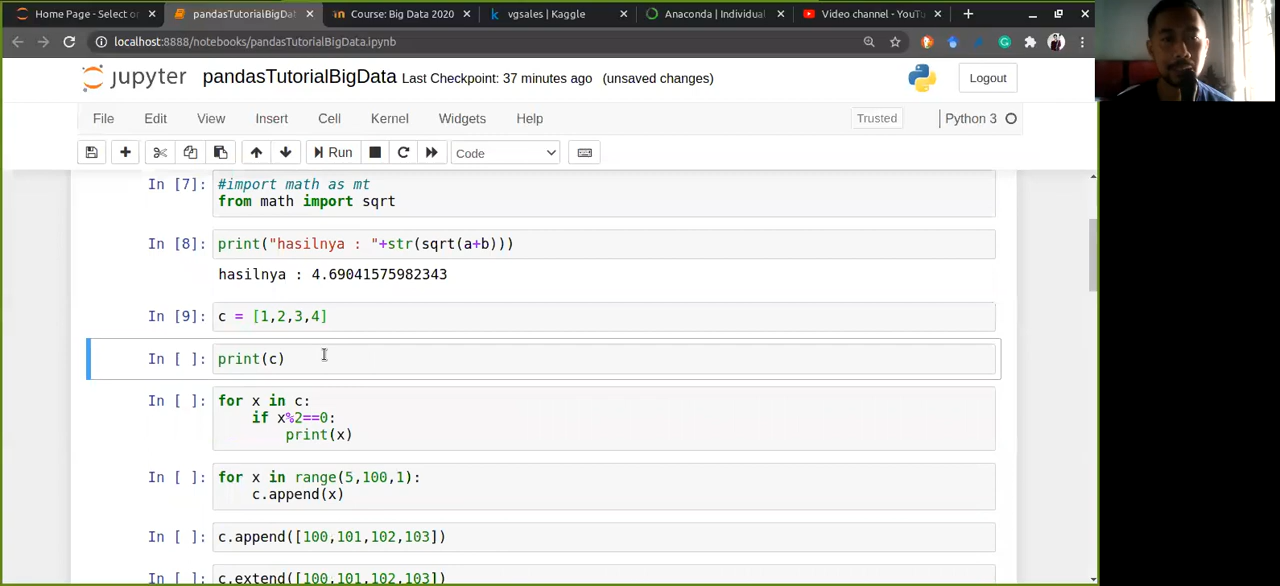 Home Page - Select or
pandasTutorialBigDat
Course: Big Data 2020
vgsales | Kaggle
Anaconda | Individual
Video channel - YouTu
localhost:8888/notebooks/pandasTutorialBigData.ipynb
jupyter pandasTutorialBigData Last Checkpoint: 37 minutes ago (unsaved changes)
Logout
File Edit View Insert Cell Kernel Widgets Help
Trusted
Python 3
Run
Code
In [7]: #import math as mt
from math import sqrt
In [8]: print("hasilnya : "+str(sqrt(a+b)))
hasilnya : 4.69041575982343
In [9]: c = [1,2,3,4]
In [ ]: print(c)
In [ ]: for x in c:
if x%2==0:
print(x)
In [ ]: for x in range(5,100,1):
c.append(x)
In [ ]: c.append([100,101,102,103])
In [ ]: c.extend([100,101,102,103])